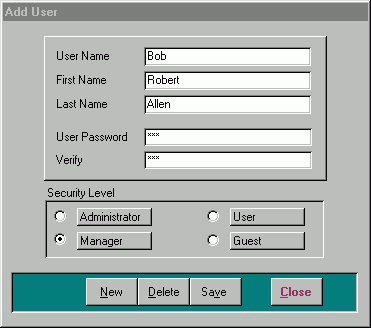 Add User
User Name Bob
First Name Robert
Last Name Allen
User Password ***
Verify ***
Security Level
Administrator User
Manager Guest
New Delete Save Close